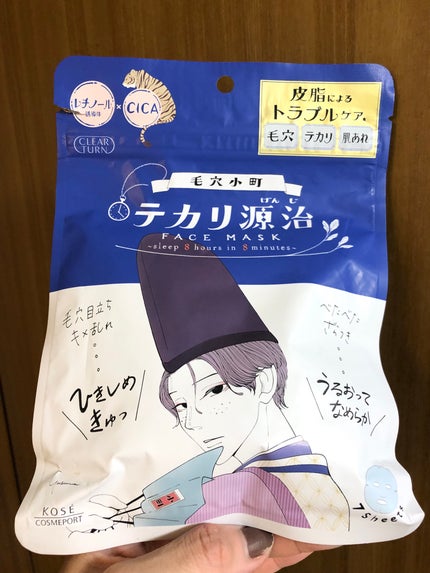 レチノール
誘導体
×
CICA
CLEAR
TURN
皮脂による
トラブルケア*
毛穴 テカリ 肌あれ
毛穴小町
げんじ
テカリ源治
FACE MASK
~sleep 8 hours in 8 minutes~
毛穴目立ち
キメ乱れ
ひきしめ
きゅっ
べたべた
ざらつき
うるおって
なめらか
小町
KOSÉ
COSMEPORT
7 Sheets